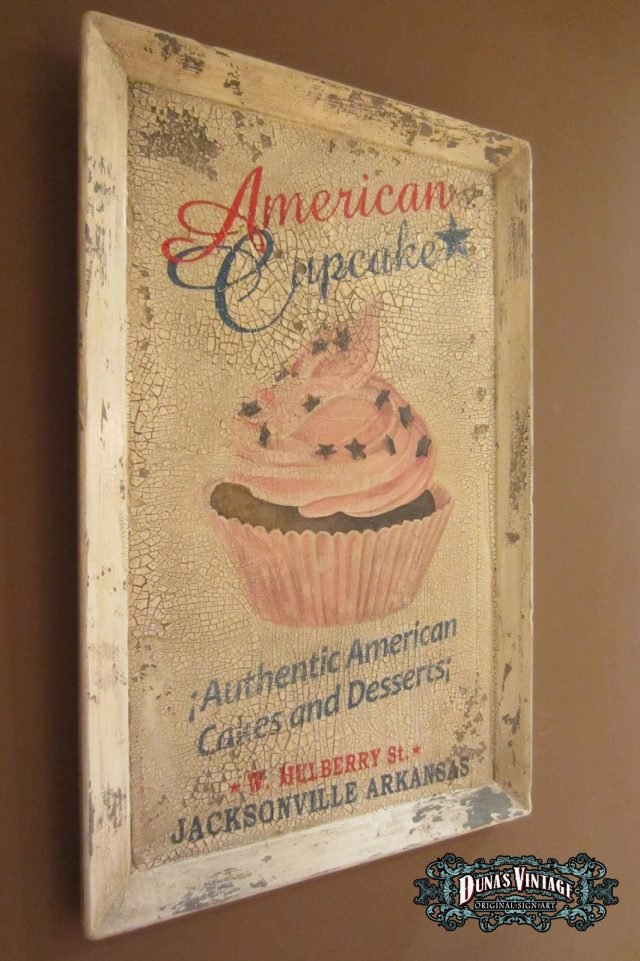 American
Cupcake
¡Authentic American
Cakes and Desserts¡
* W. MULBERRY St. *
JACKSONVILLE ARKANSAS
DUNA'S VINTAGE
ORIGINAL SIGN ART